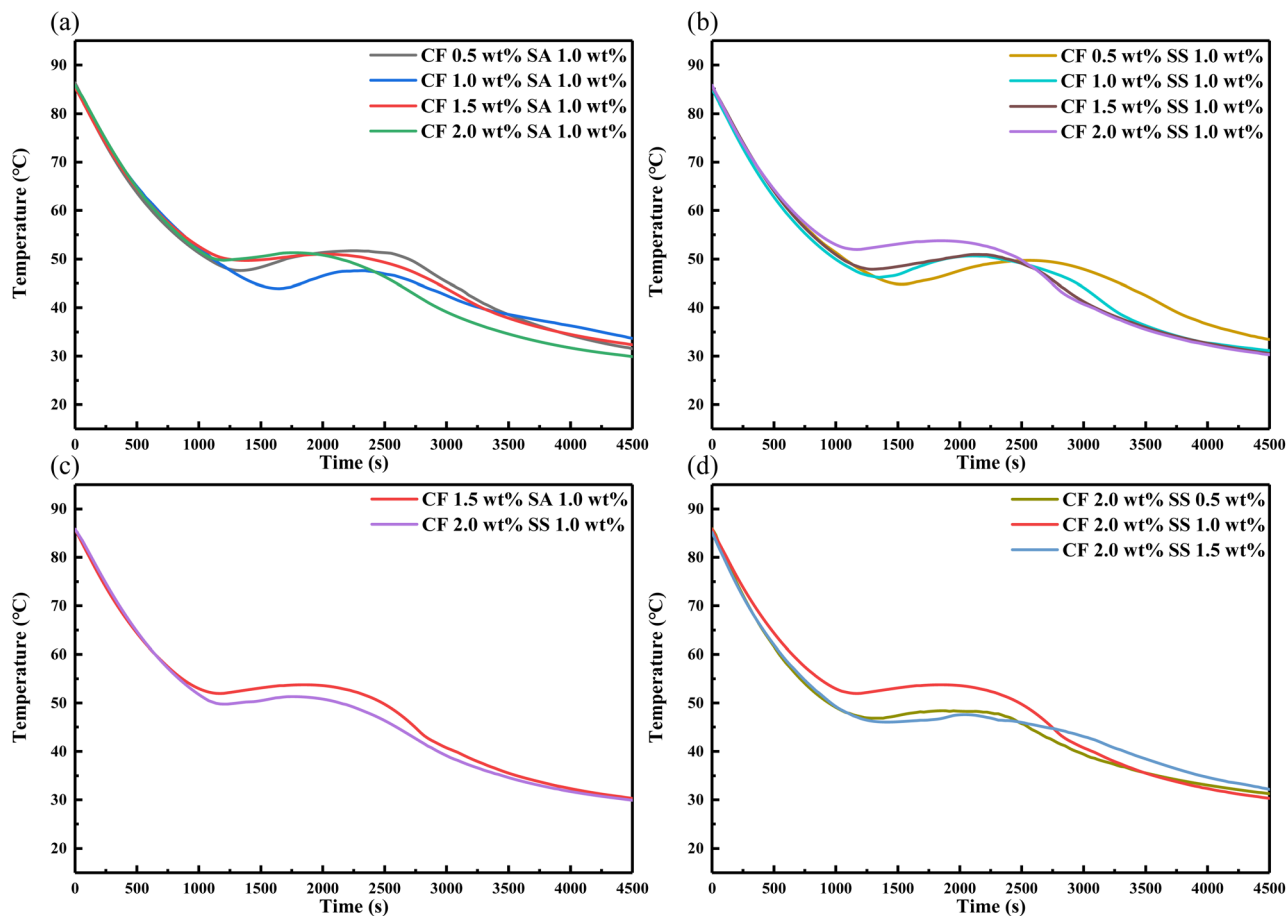 (a)
CF 0.5 wt% SA 1.0 wt%
CF 1.0 wt% SA 1.0 wt%
CF 1.5 wt% SA 1.0 wt%
CF 2.0 wt% SA 1.0 wt%
90
80
70
60
50
40
30
20
Temperature (℃)
0 500 1000 1500 2000 2500 3000 3500 4000 4500
Time (s)
(b)
CF 0.5 wt% SS 1.0 wt%
CF 1.0 wt% SS 1.0 wt%
CF 1.5 wt% SS 1.0 wt%
CF 2.0 wt% SS 1.0 wt%
90
80
70
60
50
40
30
20
Temperature (℃)
0 500 1000 1500 2000 2500 3000 3500 4000 4500
Time (s)
(c)
CF 1.5 wt% SA 1.0 wt%
CF 2.0 wt% SS 1.0 wt%
90
80
70
60
50
40
30
20
Temperature (℃)
0 500 1000 1500 2000 2500 3000 3500 4000 4500
Time (s)
(d)
CF 2.0 wt% SS 0.5 wt%
CF 2.0 wt% SS 1.0 wt%
CF 2.0 wt% SS 1.5 wt%
90
80
70
60
50
40
30
20
Temperature (℃)
0 500 1000 1500 2000 2500 3000 3500 4000 4500
Time (s)